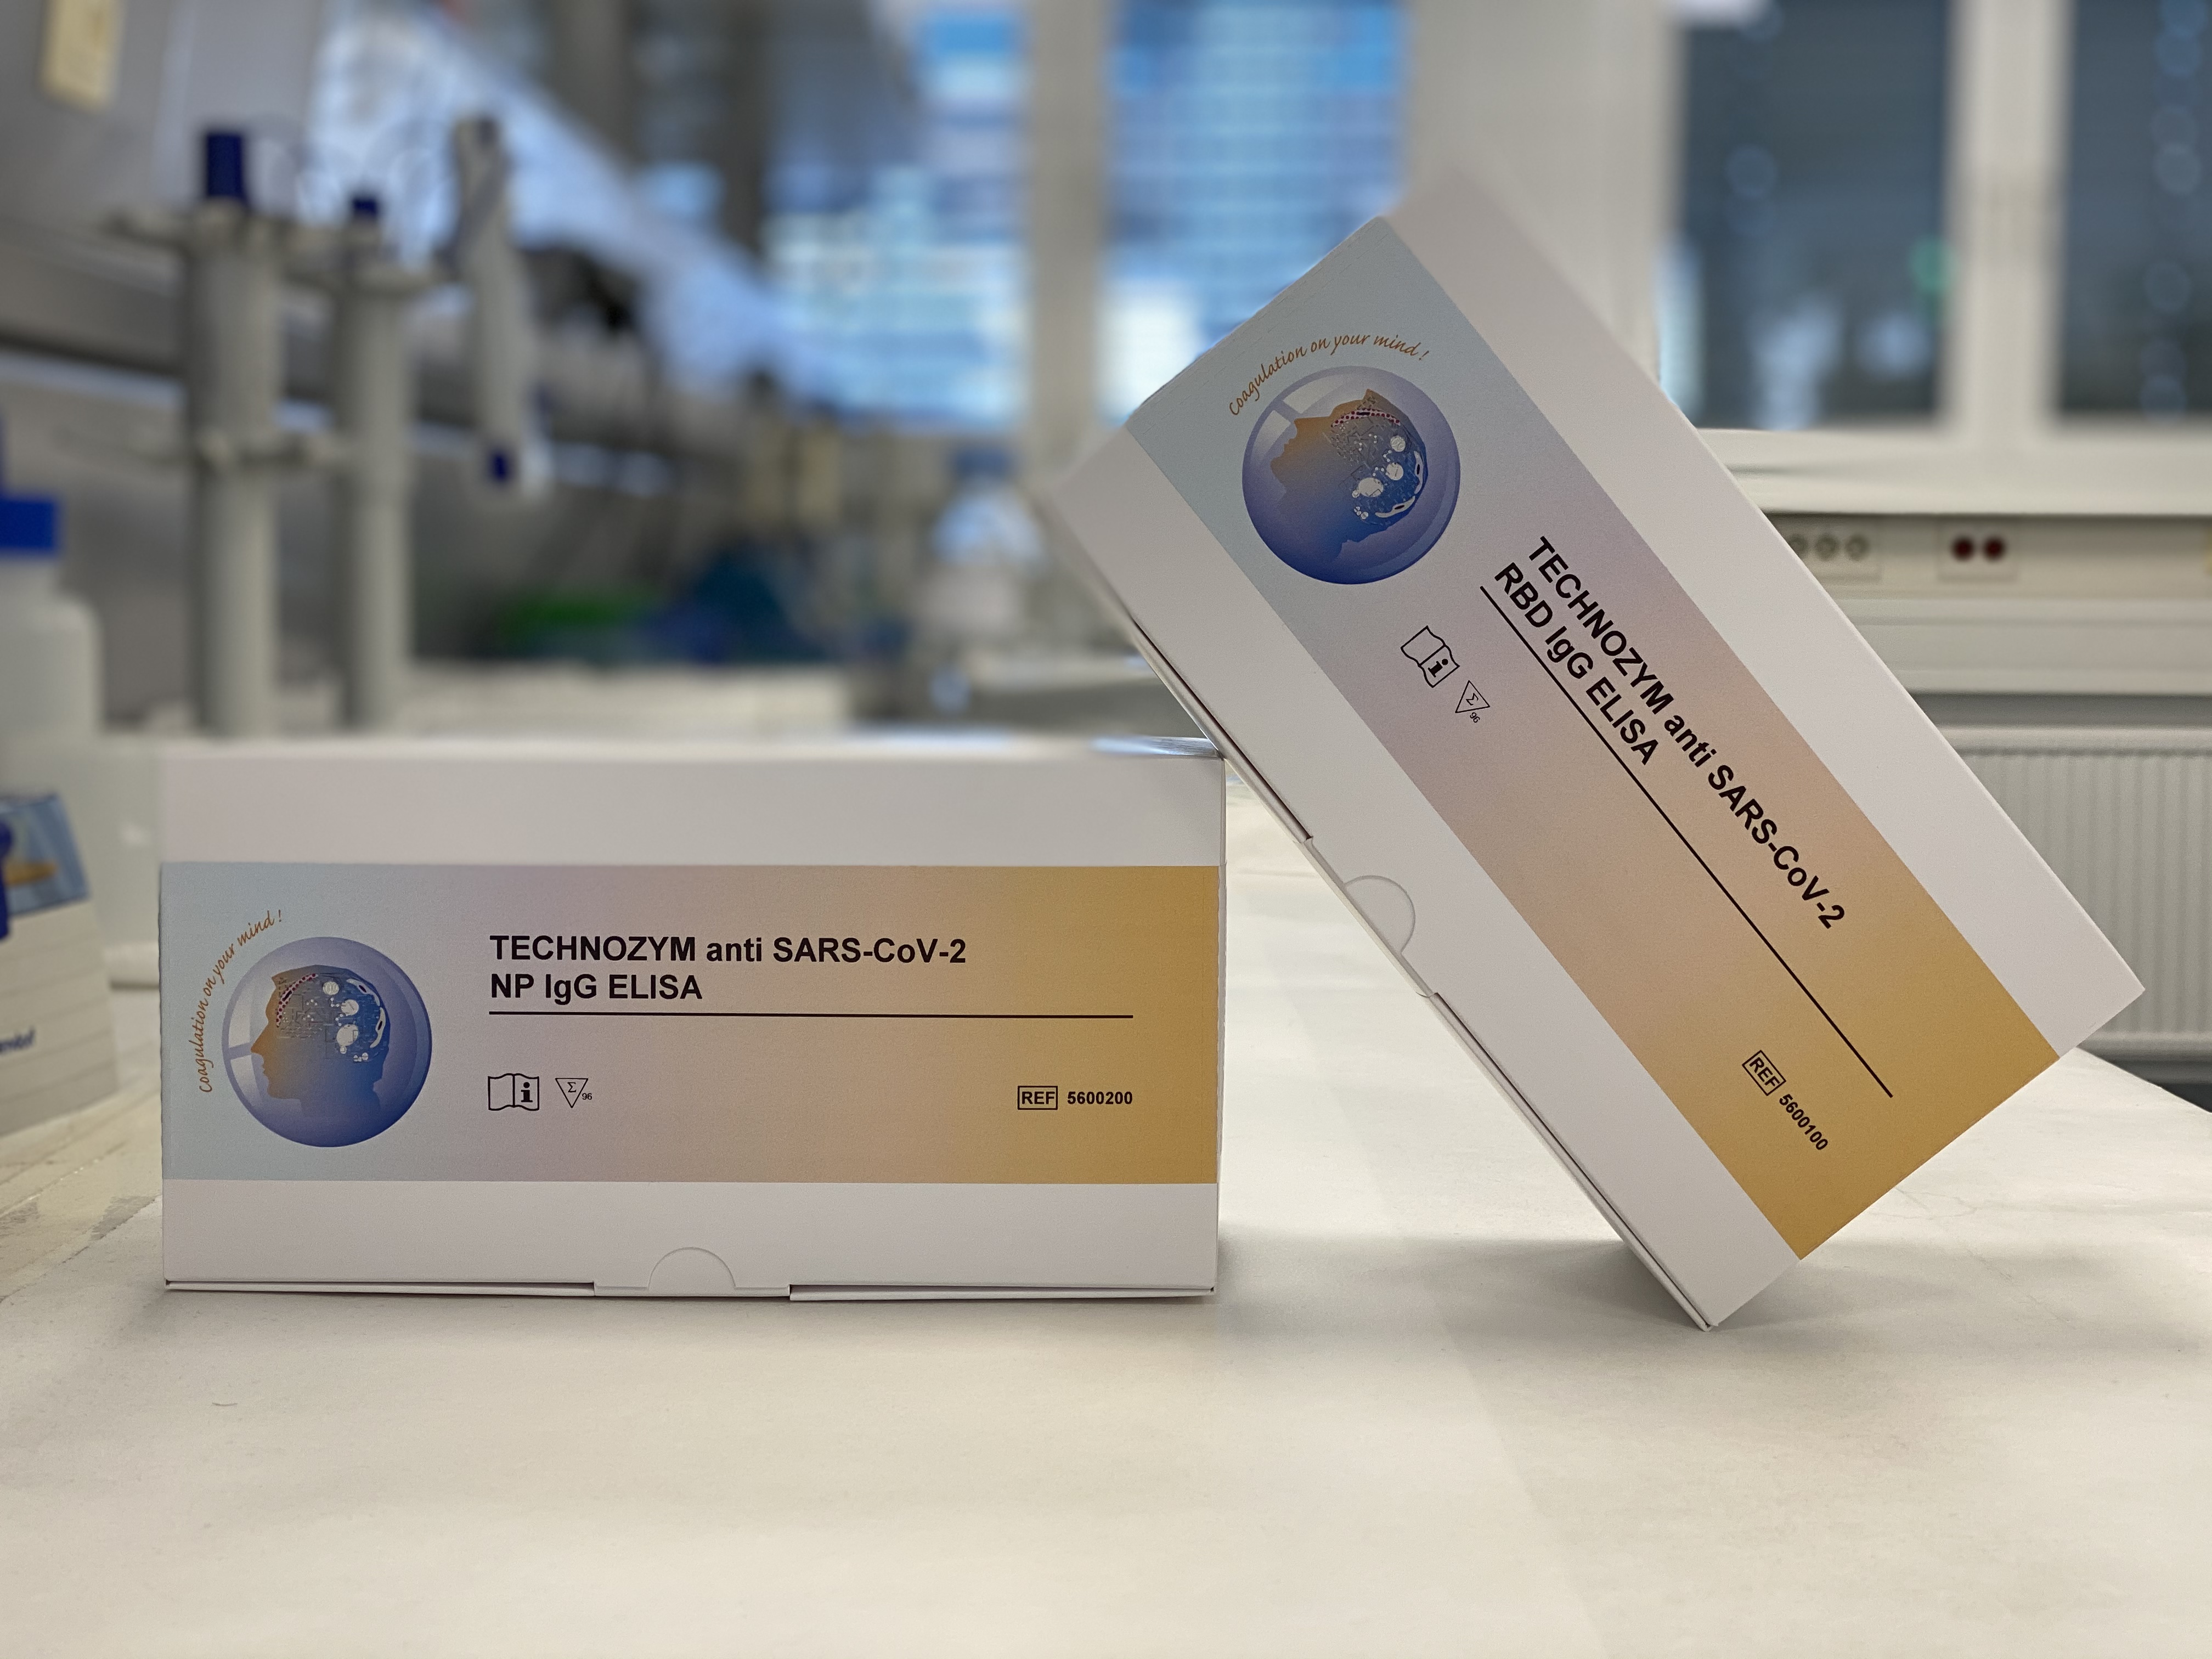 Coagulation on your mind !
TECHNOZYM anti SARS-CoV-2
NP IgG ELISA
i
Σ
96
REF 5600200
Coagulation on your mind !
TECHNOZYM anti SARS-CoV-2
RBD IgG ELISA
i
Σ
96
REF 5600100